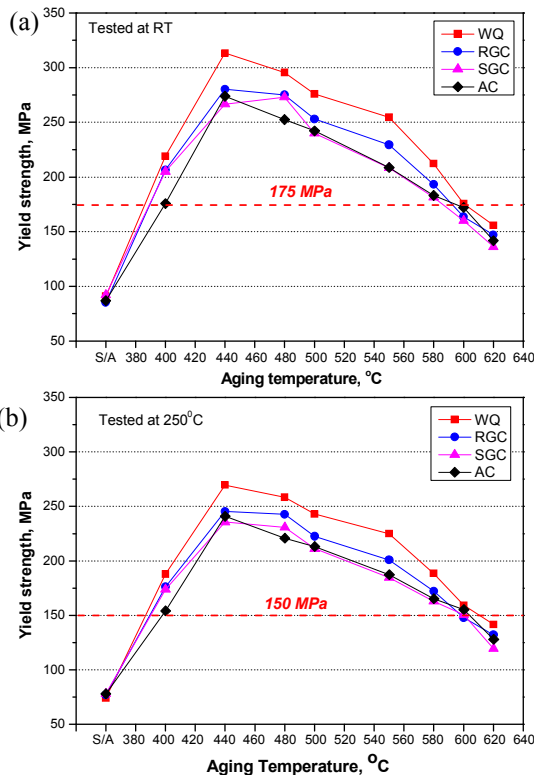 (a)
Tested at RT
WQ
RGC
SGC
AC
175 MPa
350
300
250
200
150
100
50
Yield strength, MPa
S/A 380 400 420 440 460 480 500 520 540 560 580 600 620 640
Aging temperature, °C
(b)
Tested at 250⁰C
WQ
RGC
SGC
AC
150 MPa
350
300
250
200
150
100
50
Yield strength, MPa
S/A 380 400 420 440 460 480 500 520 540 560 580 600 620 640
Aging Temperature, ⁰C